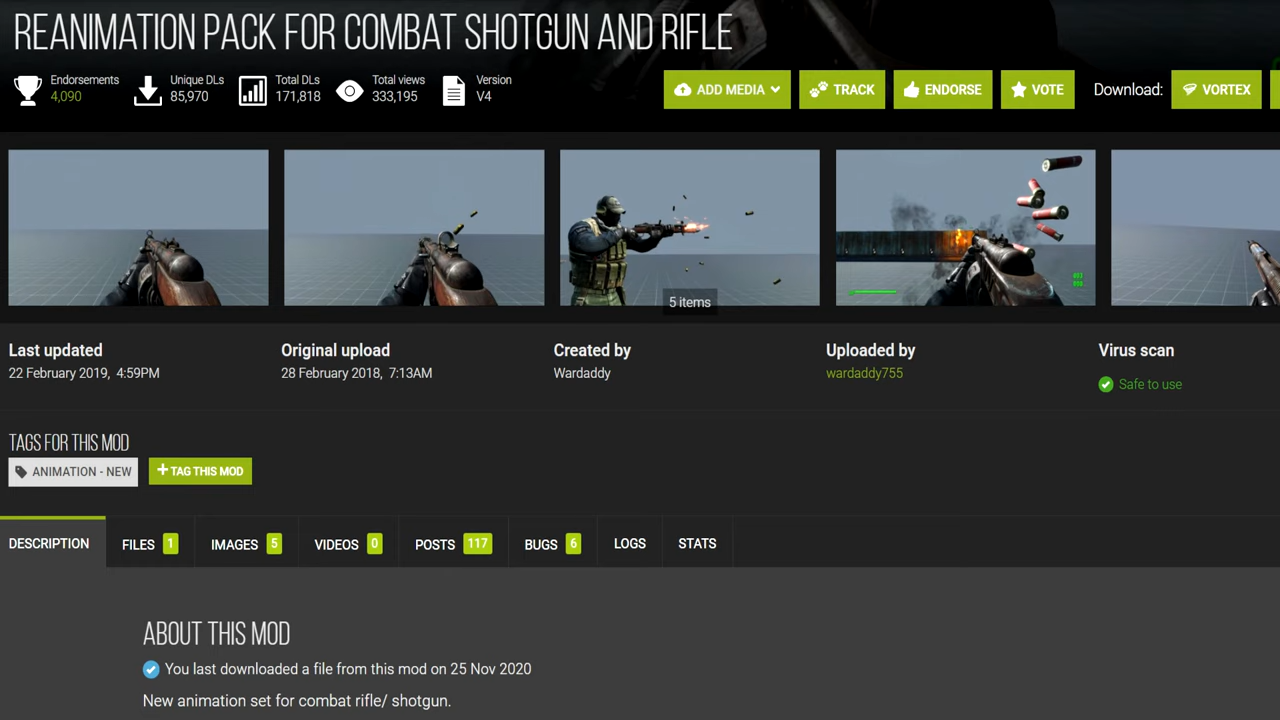 REANIMATION PACK FOR COMBAT SHOTGUN AND RIFLE
Endorsements
4,090
Unique DLs
85,970
Total DLs
171,818
Total views
333,195
Version
V4
ADD MEDIA
TRACK
ENDORSE
VOTE
Download:
VORTEX
5 items
Last updated
22 February 2019, 4:59PM
Original upload
28 February 2018, 7:13AM
Created by
Wardaddy
Uploaded by
wardaddy755
Virus scan
Safe to use
TAGS FOR THIS MOD
ANIMATION - NEW
+ TAG THIS MOD
DESCRIPTION
FILES 1
IMAGES 5
VIDEOS 0
POSTS 117
BUGS 6
LOGS
STATS
ABOUT THIS MOD
You last downloaded a file from this mod on 25 Nov 2020
New animation set for combat rifle/ shotgun.